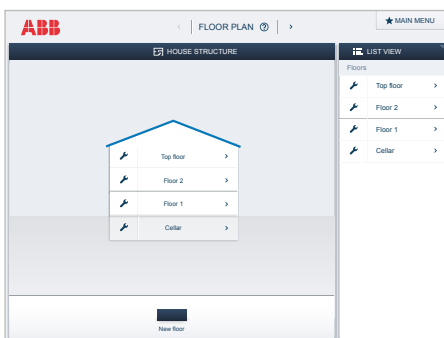 ABB
FLOOR PLAN
MAIN MENU
HOUSE STRUCTURE
LIST VIEW
Floors
Top floor
Floor 2
Floor 1
Cellar
Top floor
Floor 2
Floor 1
Cellar
New floor